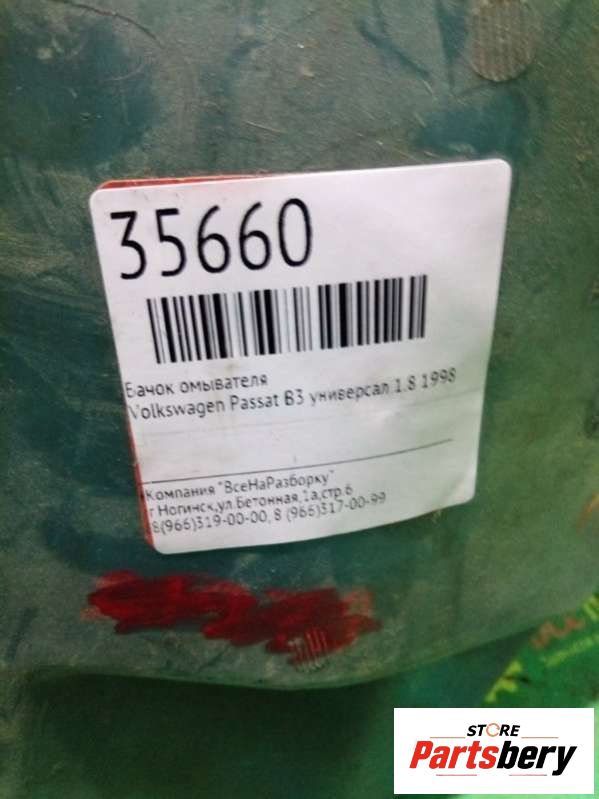 35660
Бачок омывателя
Volkswagen Passat B3 универсал 1.8 1998
Компания "ВсеНаРазборку"
г Ногинск,ул.Бетонная,1а,стр.6
8(966)319-00-00, 8 (966)317-00-99
STORE
Partsbery